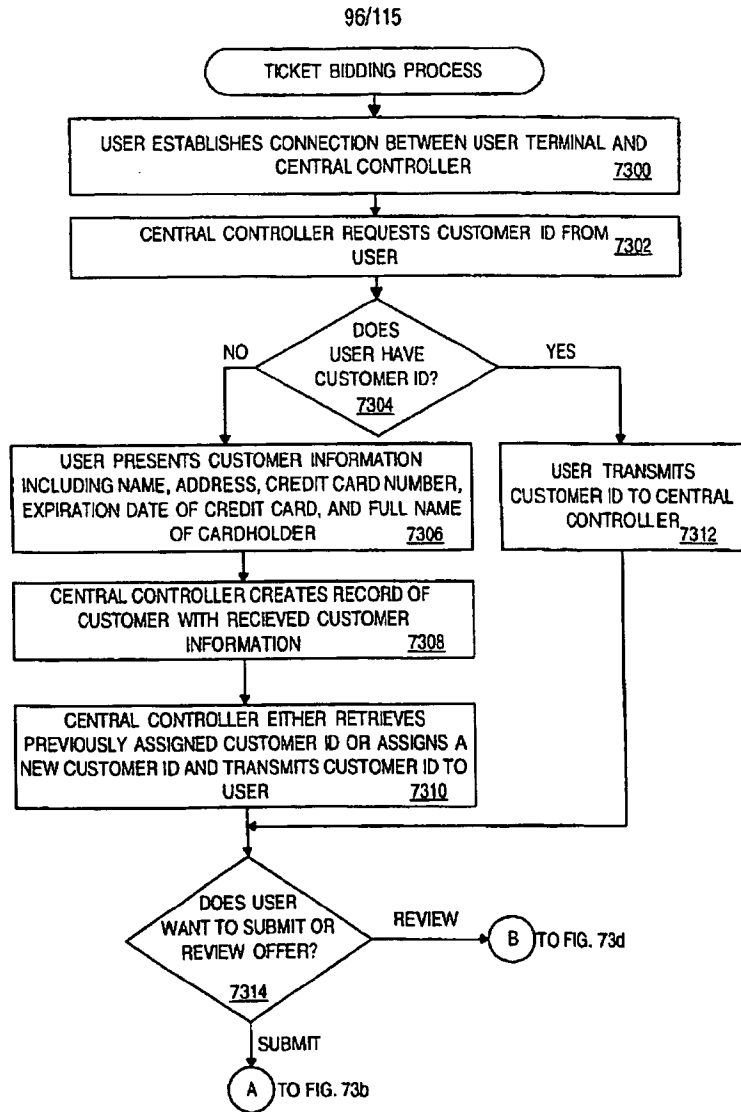 96/115
TICKET BIDDING PROCESS
USER ESTABLISHES CONNECTION BETWEEN USER TERMINAL AND
CENTRAL CONTROLLER
7300
CENTRAL CONTROLLER REQUESTS CUSTOMER ID FROM
USER
7302
DOES
USER HAVE
CUSTOMER ID?
7304
NO
YES
USER PRESENTS CUSTOMER INFORMATION
INCLUDING NAME, ADDRESS, CREDIT CARD NUMBER,
EXPIRATION DATE OF CREDIT CARD, AND FULL NAME
OF CARDHOLDER
7306
USER TRANSMITS
CUSTOMER ID TO CENTRAL
CONTROLLER
7312
CENTRAL CONTROLLER CREATES RECORD OF
CUSTOMER WITH RECIEVED CUSTOMER
INFORMATION
7308
CENTRAL CONTROLLER EITHER RETRIEVES
PREVIOUSLY ASSIGNED CUSTOMER ID OR ASSIGNS A
NEW CUSTOMER ID AND TRANSMITS CUSTOMER ID TO
USER
7310
DOES USER
WANT TO SUBMIT OR
REVIEW OFFER?
7314
REVIEW
B TO FIG. 73d
SUBMIT
A TO FIG. 73b